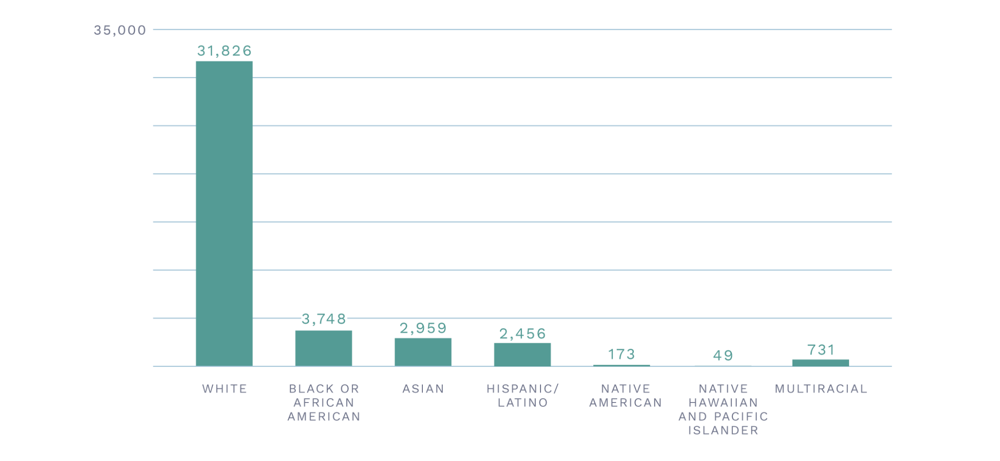 35,000
31,826
3,748
2,959
2,456
173
49
731
WHITE
BLACK OR
AFRICAN
AMERICAN
ASIAN
HISPANIC/
LATINO
NATIVE
AMERICAN
NATIVE
HAWAIIAN
AND PACIFIC
ISLANDER
MULTIRACIAL